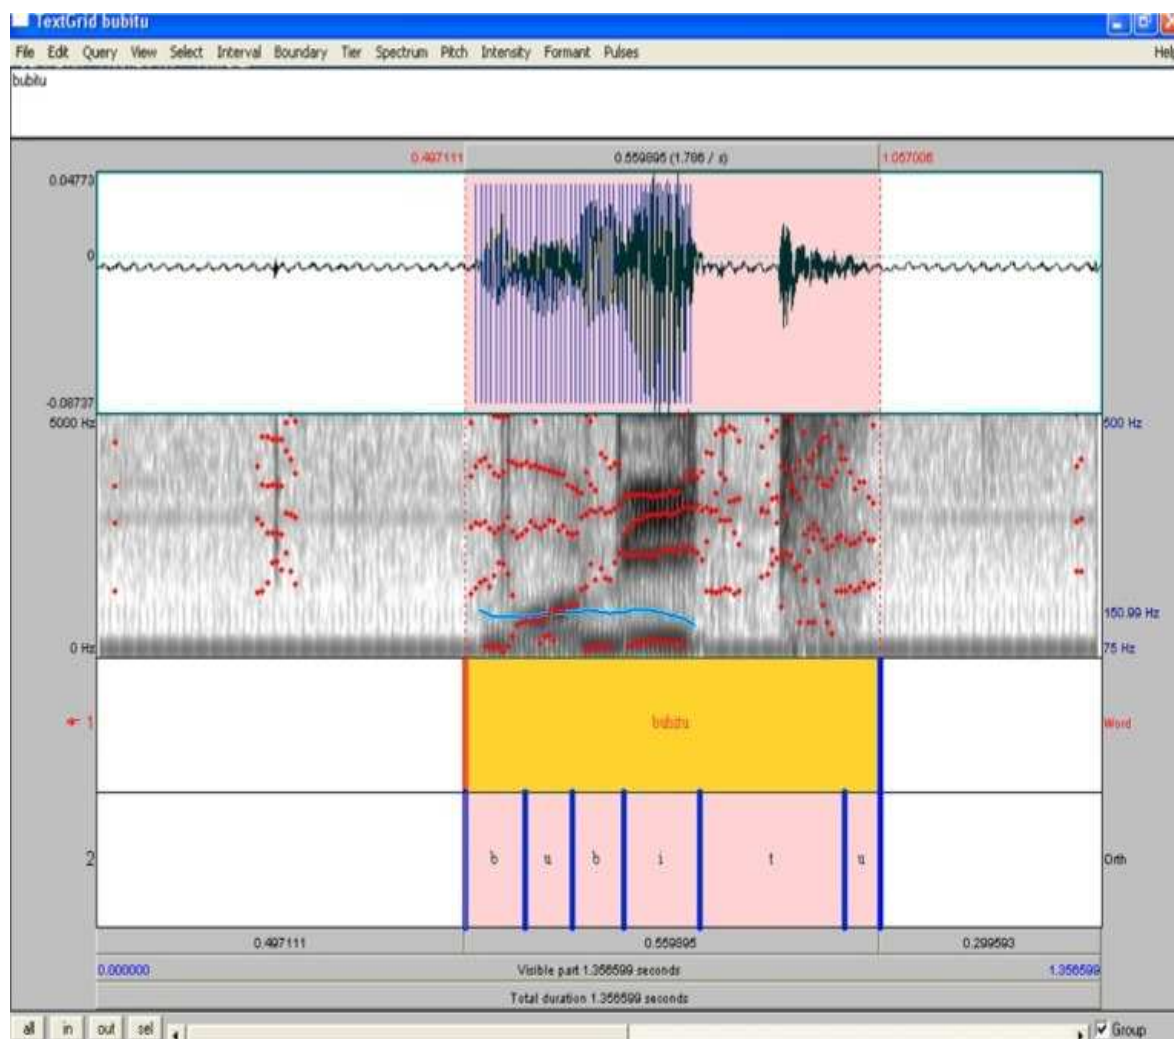 TextGrid bubitu
File Edit Query View Select Interval Boundary Tier Spectrum Pitch Intensity Formant Pulses Help
bubitu
0.497111 0.559895 (1.786 / s) 1.057006
0.04773
0
-0.08737
5000 Hz 500 Hz
150.99 Hz
0 Hz 75 Hz
1 bubitu Word
2 b u b i t u Orth
0.497111 0.559895 0.299593
0.000000 Visible part 1.356599 seconds 1.356599
Total duration 1.356599 seconds
all in out sel Group